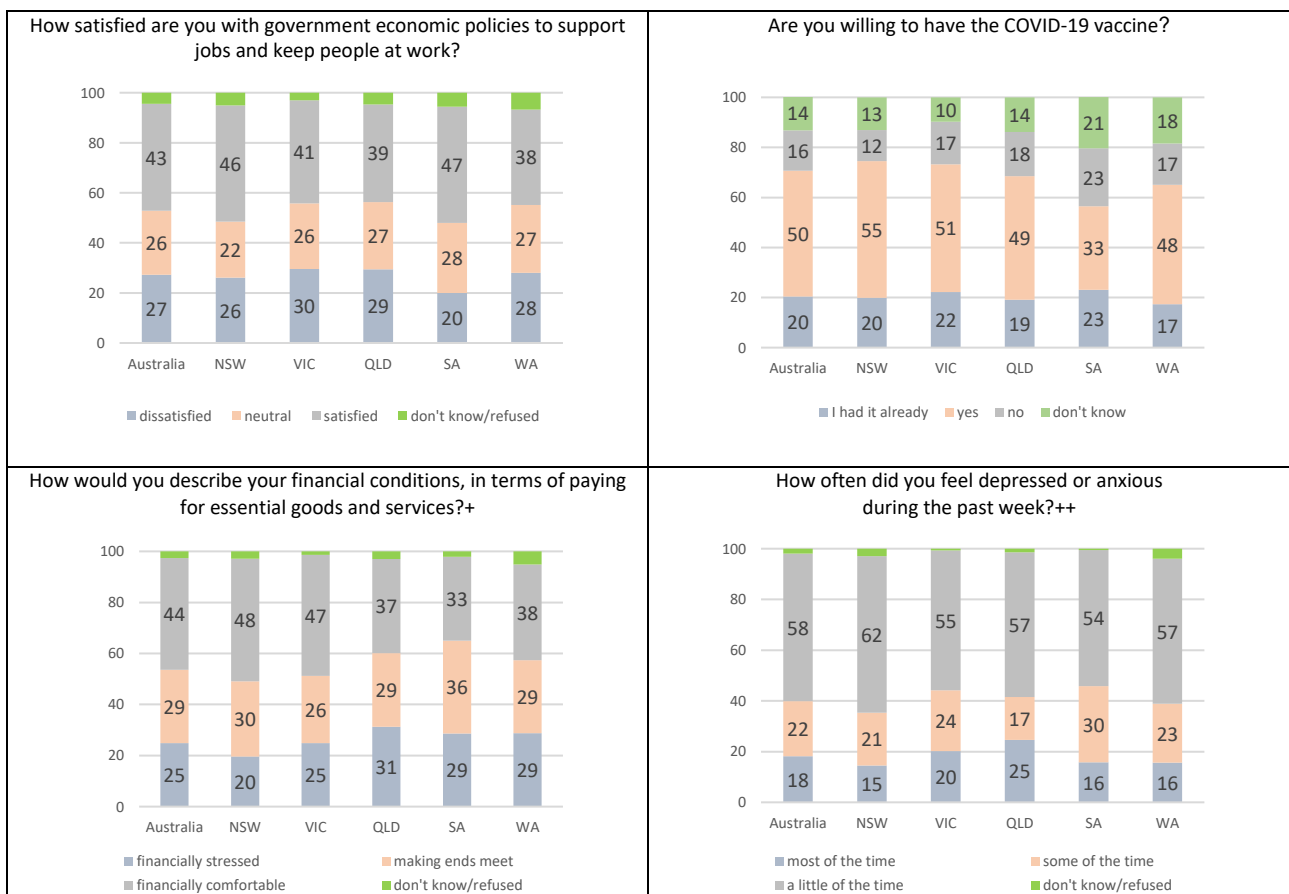 How satisfied are you with government economic policies to support
jobs and keep people at work?
100
80
60
40
20
0
43 46 41 39 47 38
26 22 26 27 28 27
27 26 30 29 20 28
Australia NSW VIC QLD SA WA
dissatisfied neutral satisfied don't know/refused
Are you willing to have the COVID-19 vaccine?
100
80
60
40
20
0
14 13 10 14 21 18
16 12 17 18 23 17
50 55 51 49 33 48
20 20 22 19 23 17
Australia NSW VIC QLD SA WA
I had it already yes no don't know
How would you describe your financial conditions, in terms of paying
for essential goods and services?+
100
80
60
40
20
0
44 48 47 37 33 38
29 30 26 29 36 29
25 20 25 31 29 29
Australia NSW VIC QLD SA WA
financially stressed making ends meet
financially comfortable don't know/refused
How often did you feel depressed or anxious
during the past week?++
100
80
60
40
20
0
58 62 55 57 54 57
22 21 24 17 30 23
18 15 20 25 16 16
Australia NSW VIC QLD SA WA
most of the time some of the time
a little of the time don't know/refused